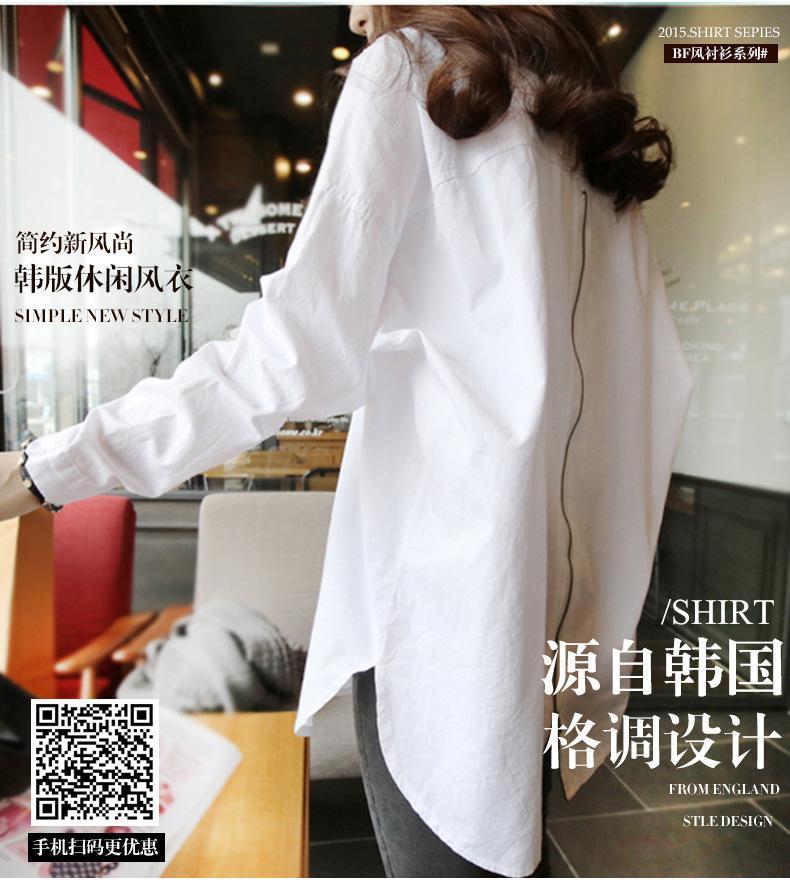 2015.SHIRT SEPIES
BF风衬衫系列#
简约新风尚
韩版休闲风衣
SIMPLE NEW STYLE
/SHIRT
源自韩国
格调设计
FROM ENGLAND
STLE DESIGN
手机扫码更优惠